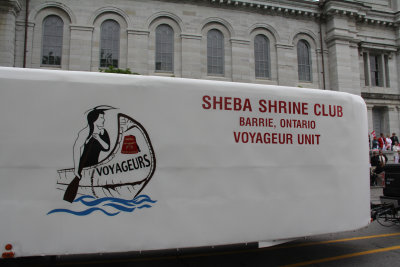 SHEBA SHRINE CLUB
BARRIE, ONTARIO
VOYAGEUR UNIT
VOYAGEURS